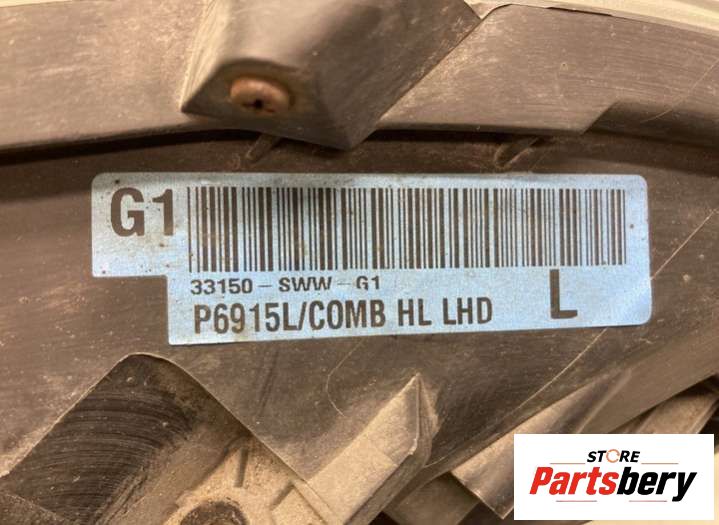 G1
33150-SWW-G1
P6915L/COMB HL LHD L
STORE
Partsbery